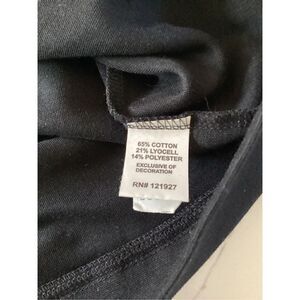 65% COTTON
21% LYOCELL
14% POLYESTER
EXCLUSIVE OF
DECORATION
RN# 121927